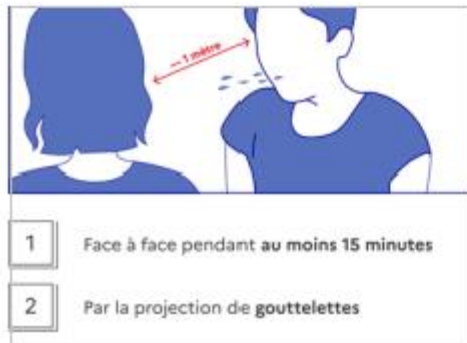 — 1 mètre
1
Face à face pendant au moins 15 minutes
2
Par la projection de gouttelettes